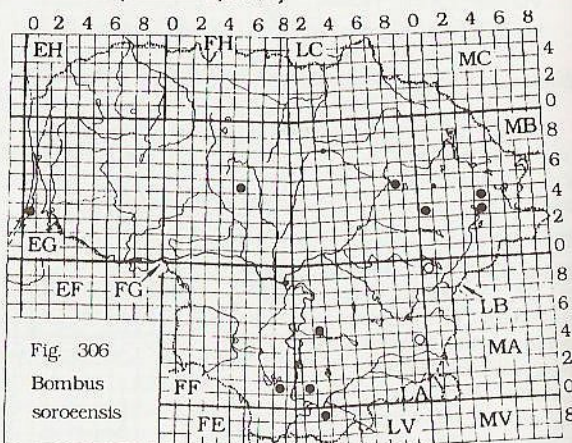 0 2 4 6 8 0 2 4 6 8 0 2 4 6 8 0 2 4 6 8
EH FH LC MC 4
2
0
MB 8
6
4
2
EG 0
EF FG LB 8
6
MA 4
2
FF LA 0
FE LV MV 8
Fig. 306
Bombus
soroeensis